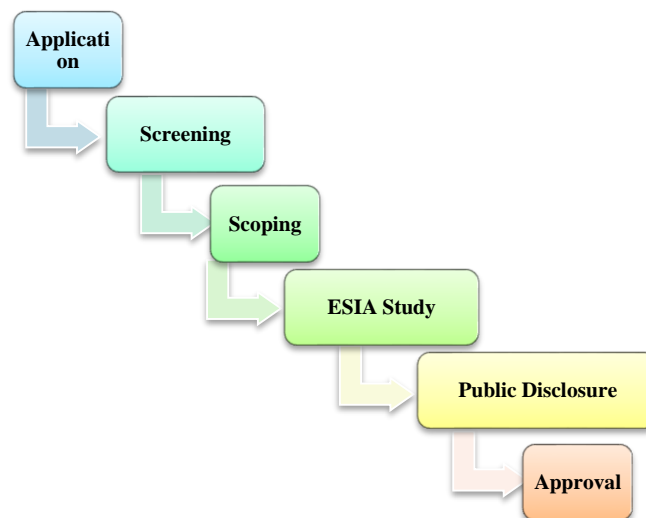 Applicati
on
Screening
Scoping
ESIA Study
Public Disclosure
Approval